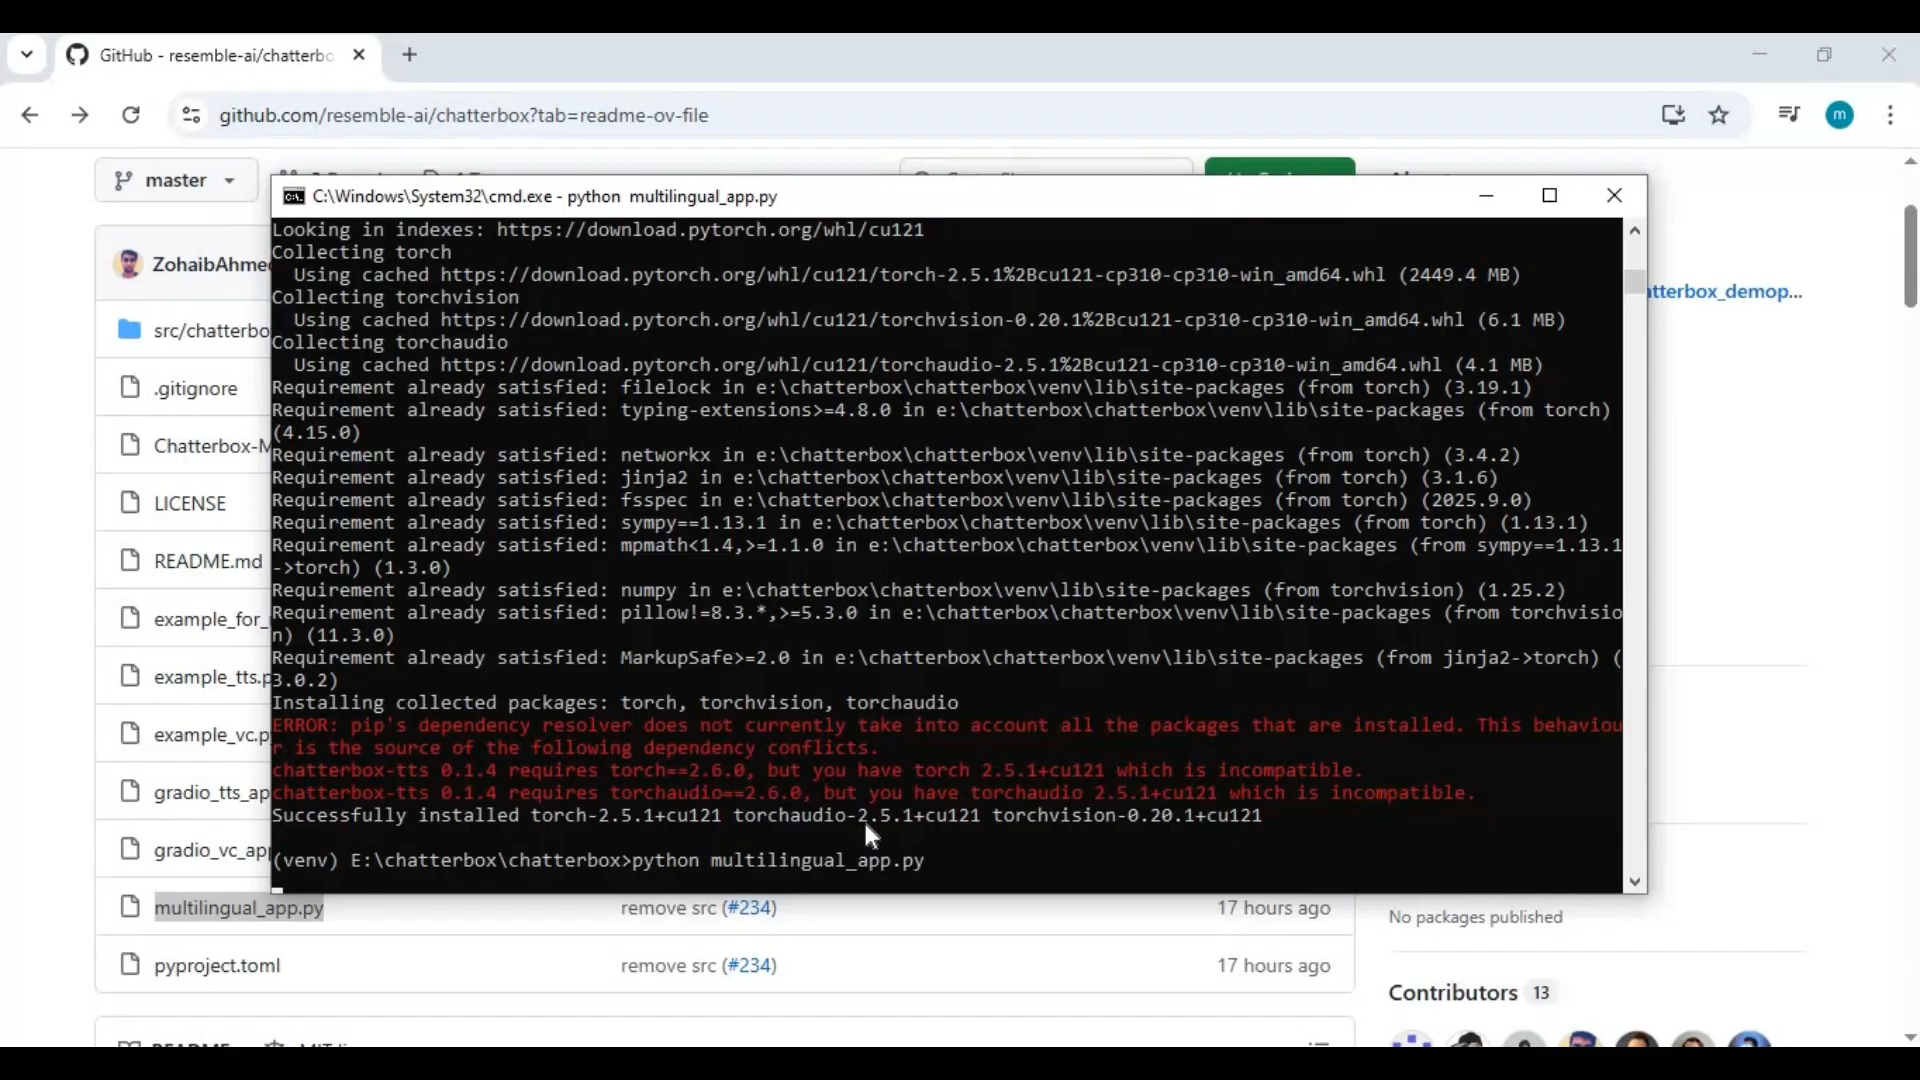 GitHub - resemble-ai/chatterbo
github.com/resemble-ai/chatterbox?tab=readme-ov-file
m
master
C:\Windows\System32\cmd.exe - python  multilingual_app.py
Looking in indexes: https://download.pytorch.org/whl/cu121
Collecting torch
Using cached https://download.pytorch.org/whl/cu121/torch-2.5.1%2Bcu121-cp310-cp310-win_amd64.whl (2449.4 MB)
Collecting torchvision
Using cached https://download.pytorch.org/whl/cu121/torchvision-0.20.1%2Bcu121-cp310-cp310-win_amd64.whl (6.1 MB)
Collecting torchaudio
Using cached https://download.pytorch.org/whl/cu121/torchaudio-2.5.1%2Bcu121-cp310-cp310-win_amd64.whl (4.1 MB)
Requirement already satisfied: filelock in e:\chatterbox\chatterbox\venv\lib\site-packages (from torch) (3.19.1)
Requirement already satisfied: typing-extensions>=4.8.0 in e:\chatterbox\chatterbox\venv\lib\site-packages (from torch)
(4.15.0)
Requirement already satisfied: networkx in e:\chatterbox\chatterbox\venv\lib\site-packages (from torch) (3.4.2)
Requirement already satisfied: jinja2 in e:\chatterbox\chatterbox\venv\lib\site-packages (from torch) (3.1.6)
Requirement already satisfied: fsspec in e:\chatterbox\chatterbox\venv\lib\site-packages (from torch) (2025.9.0)
Requirement already satisfied: sympy==1.13.1 in e:\chatterbox\chatterbox\venv\lib\site-packages (from torch) (1.13.1)
Requirement already satisfied: mpmath<1.4,>=1.1.0 in e:\chatterbox\chatterbox\venv\lib\site-packages (from sympy==1.13.1
->torch) (1.3.0)
Requirement already satisfied: numpy in e:\chatterbox\chatterbox\venv\lib\site-packages (from torchvision) (1.25.2)
Requirement already satisfied: pillow!=8.3.*,>=5.3.0 in e:\chatterbox\chatterbox\venv\lib\site-packages (from torchvisio
n) (11.3.0)
Requirement already satisfied: MarkupSafe>=2.0 in e:\chatterbox\chatterbox\venv\lib\site-packages (from jinja2->torch) (
3.0.2)
Installing collected packages: torch, torchvision, torchaudio
ERROR: pip's dependency resolver does not currently take into account all the packages that are installed. This behaviou
r is the source of the following dependency conflicts.
chatterbox-tts 0.1.4 requires torch==2.6.0, but you have torch 2.5.1+cu121 which is incompatible.
chatterbox-tts 0.1.4 requires torchaudio==2.6.0, but you have torchaudio 2.5.1+cu121 which is incompatible.
Successfully installed torch-2.5.1+cu121 torchaudio-2.5.1+cu121 torchvision-0.20.1+cu121
(venv) E:\chatterbox\chatterbox>python multilingual_app.py
ZohaibAhme
src/chatterbo
.gitignore
Chatterbox-M
LICENSE
README.md
example_for_
example_tts.p
example_vc.p
gradio_tts_ap
gradio_vc_app
multilingual_app.py remove src (#234) 17 hours ago
pyproject.toml remove src (#234) 17 hours ago
atterbox_demop...
No packages published
Contributors 13